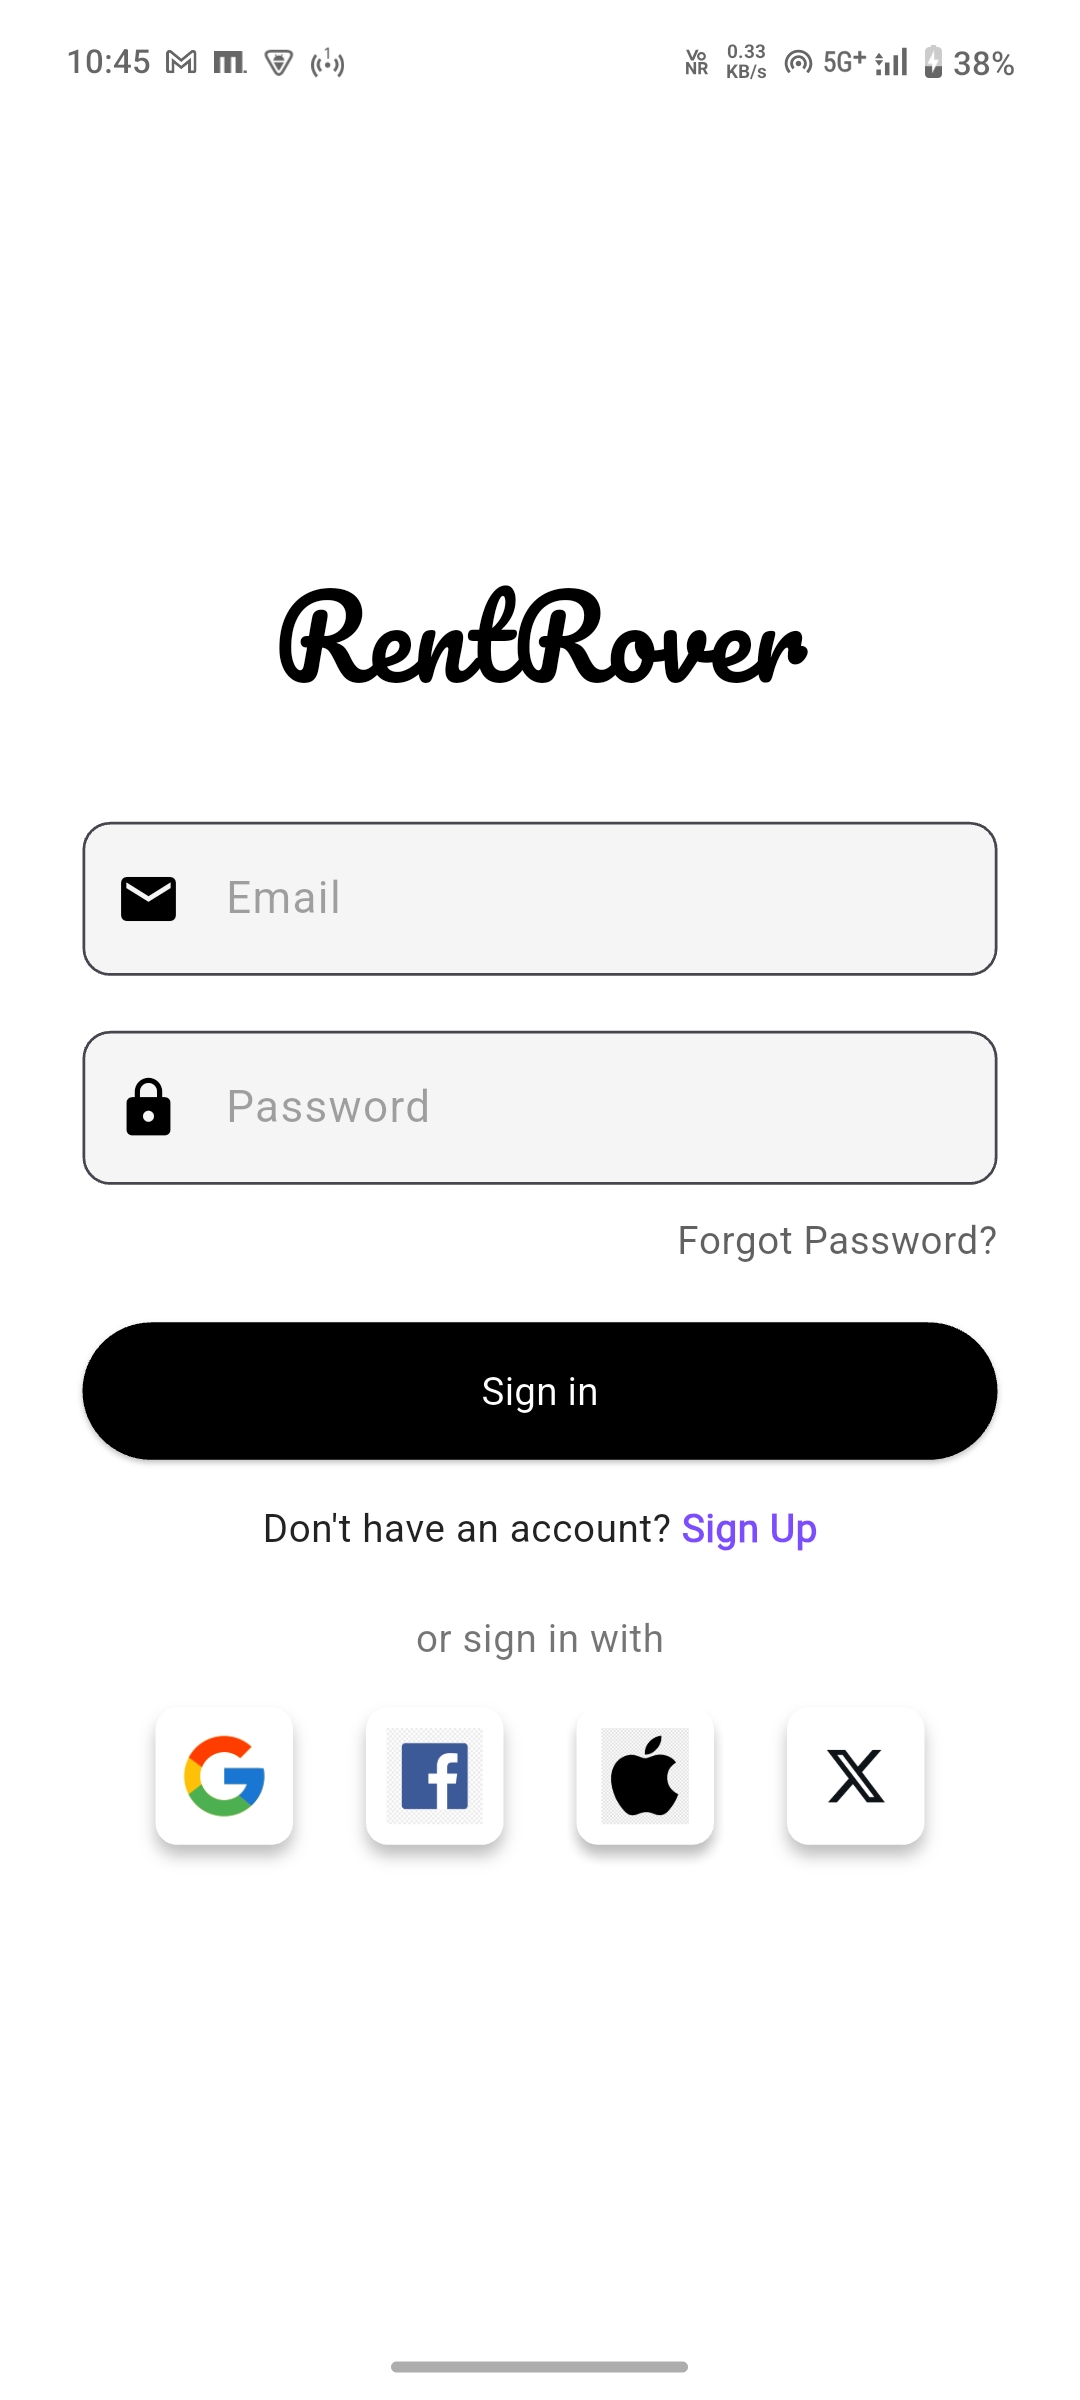 10:45 1 Vo NR 0.33 KB/s 5G+ 38%
RentRover
Email
Password
Forgot Password?
Sign in
Don't have an account? Sign Up
or sign in with